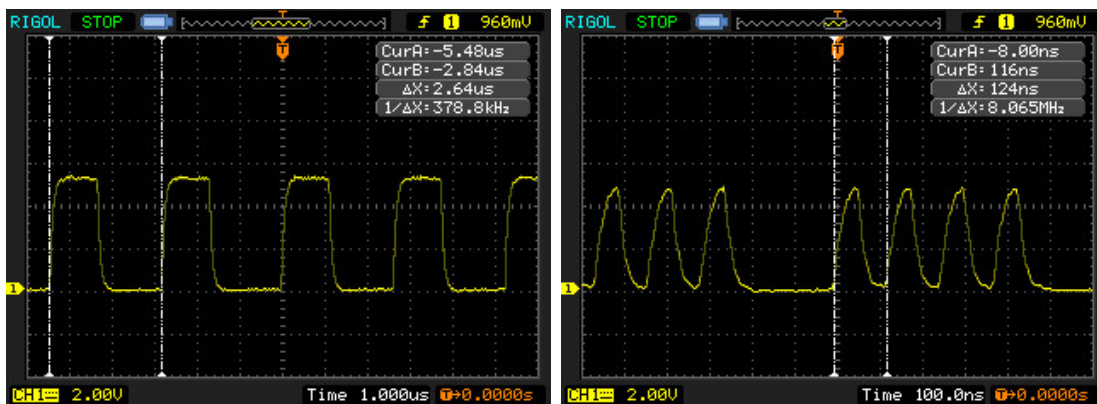 RIGOL STOP T 1 960mV
T
CurA:-5.48us
CurB:-2.84us
ΔX:2.64us
1/ΔX:378.8kHz
1
CH1 2.00V Time 1.000us T→0.0000s
RIGOL STOP T 1 960mV
T
CurA:-8.00ns
CurB:116ns
ΔX:124ns
1/ΔX:8.065MHz
1
CH1 2.00V Time 100.0ns T→0.0000s